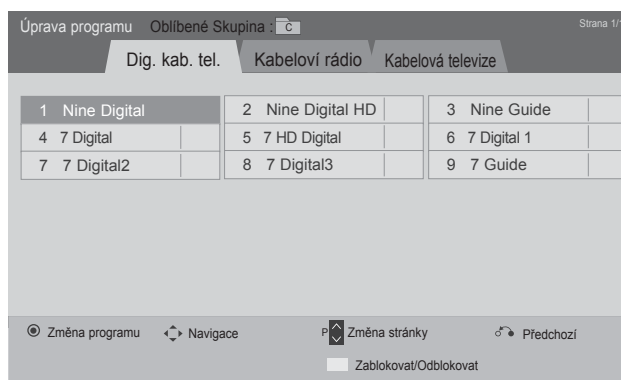 Úprava programu Oblíbené Skupina : C Strana 1/1
Dig. kab. tel. Kabeloví rádio Kabelová televize
1 Nine Digital 2 Nine Digital HD 3 Nine Guide
4 7 Digital 5 7 HD Digital 6 7 Digital 1
7 7 Digital2 8 7 Digital3 9 7 Guide
Změna programu Navigace P Změna stránky Předchozí
Zablokovat/Odblokovat